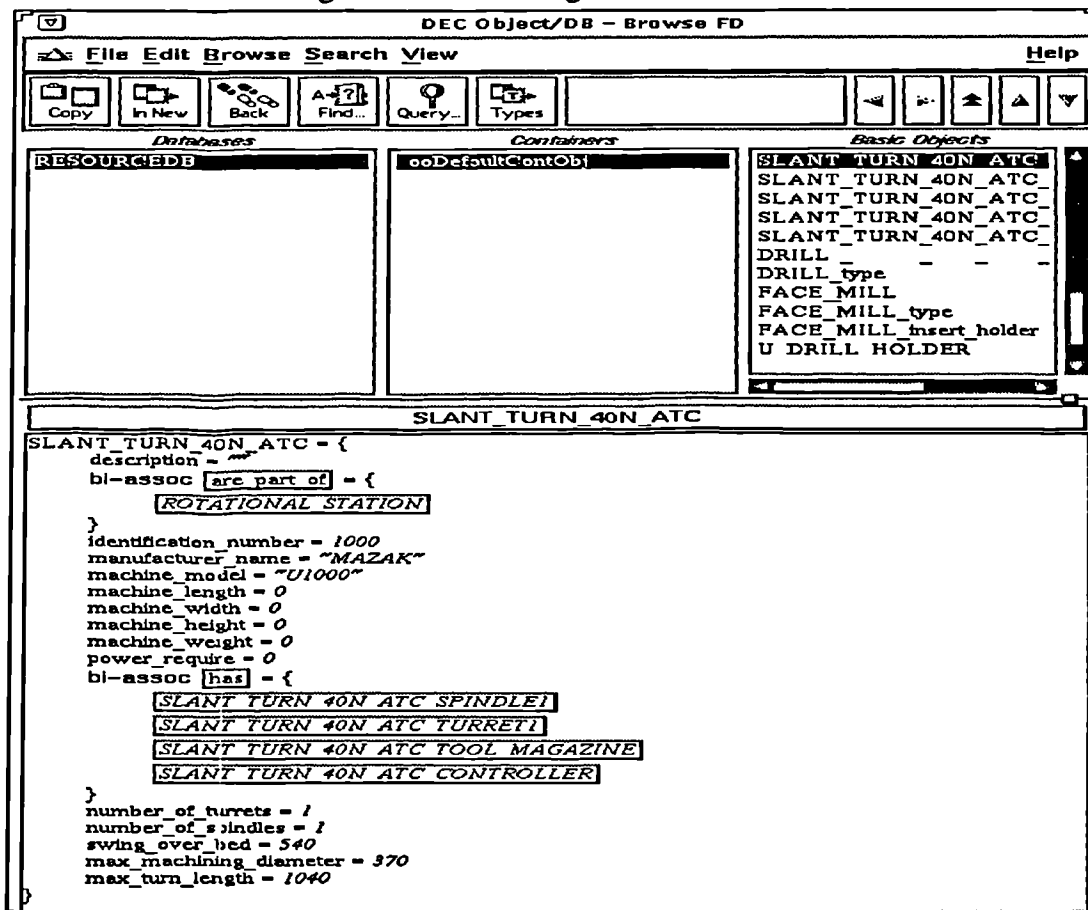 DEC Object/DB – Browse FD
File Edit Browse Search View Help
Copy In New Back Find... Query... Types
Databases Containers Basic Objects
RESOURCEDB
ooDefaultContObj
SLANT_TURN_40N_ATC
SLANT_TURN_40N_ATC_
SLANT_TURN_40N_ATC_
SLANT_TURN_40N_ATC_
SLANT_TURN_40N_ATC_
DRILL
DRILL_type
FACE_MILL
FACE_MILL_type
FACE_MILL_insert_holder
U DRILL HOLDER
SLANT_TURN_40N_ATC
SLANT_TURN_40N_ATC = {
description = ""
bi-assoc are part of = {
ROTATIONAL STATION
}
identification_number = 1000
manufacturer_name = "MAZAK"
machine_model = "U1000"
machine_length = 0
machine_width = 0
machine_height = 0
machine_weight = 0
power_require = 0
bi-assoc has = {
SLANT TURN 40N ATC SPINDLE1
SLANT TURN 40N ATC TURRET1
SLANT TURN 40N ATC TOOL MAGAZINE
SLANT TURN 40N ATC CONTROLLER
}
number_of_turrets = 1
number_of_spindles = 1
swing_over_bed = 540
max_machining_diameter = 370
max_turn_length = 1040
}